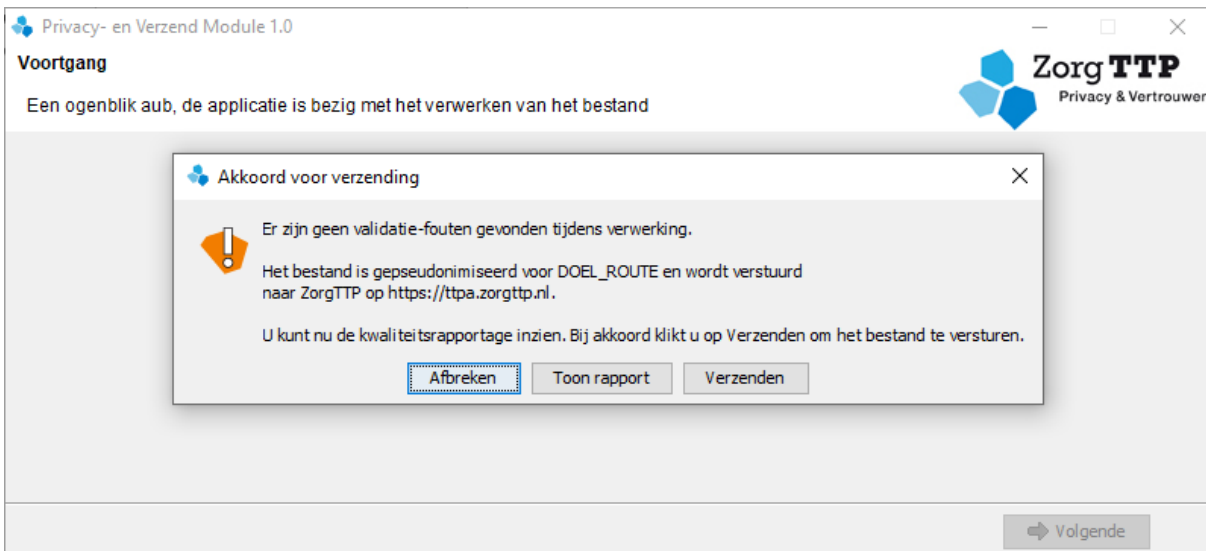 Privacy- en Verzend Module 1.0
Voortgang
Een ogenblik aub, de applicatie is bezig met het verwerken van het bestand
Zorg TTP
Privacy & Vertrouwen
Akkoord voor verzending
Er zijn geen validatie-fouten gevonden tijdens verwerking.
Het bestand is gepseudonimiseerd voor DOEL_ROUTE en wordt verstuurd
naar ZorgTTP op https://ttpa.zorgttp.nl.
U kunt nu de kwaliteitsrapportage inzien. Bij akkoord klikt u op Verzenden om het bestand te versturen.
Afbreken
Toon rapport
Verzenden
Volgende